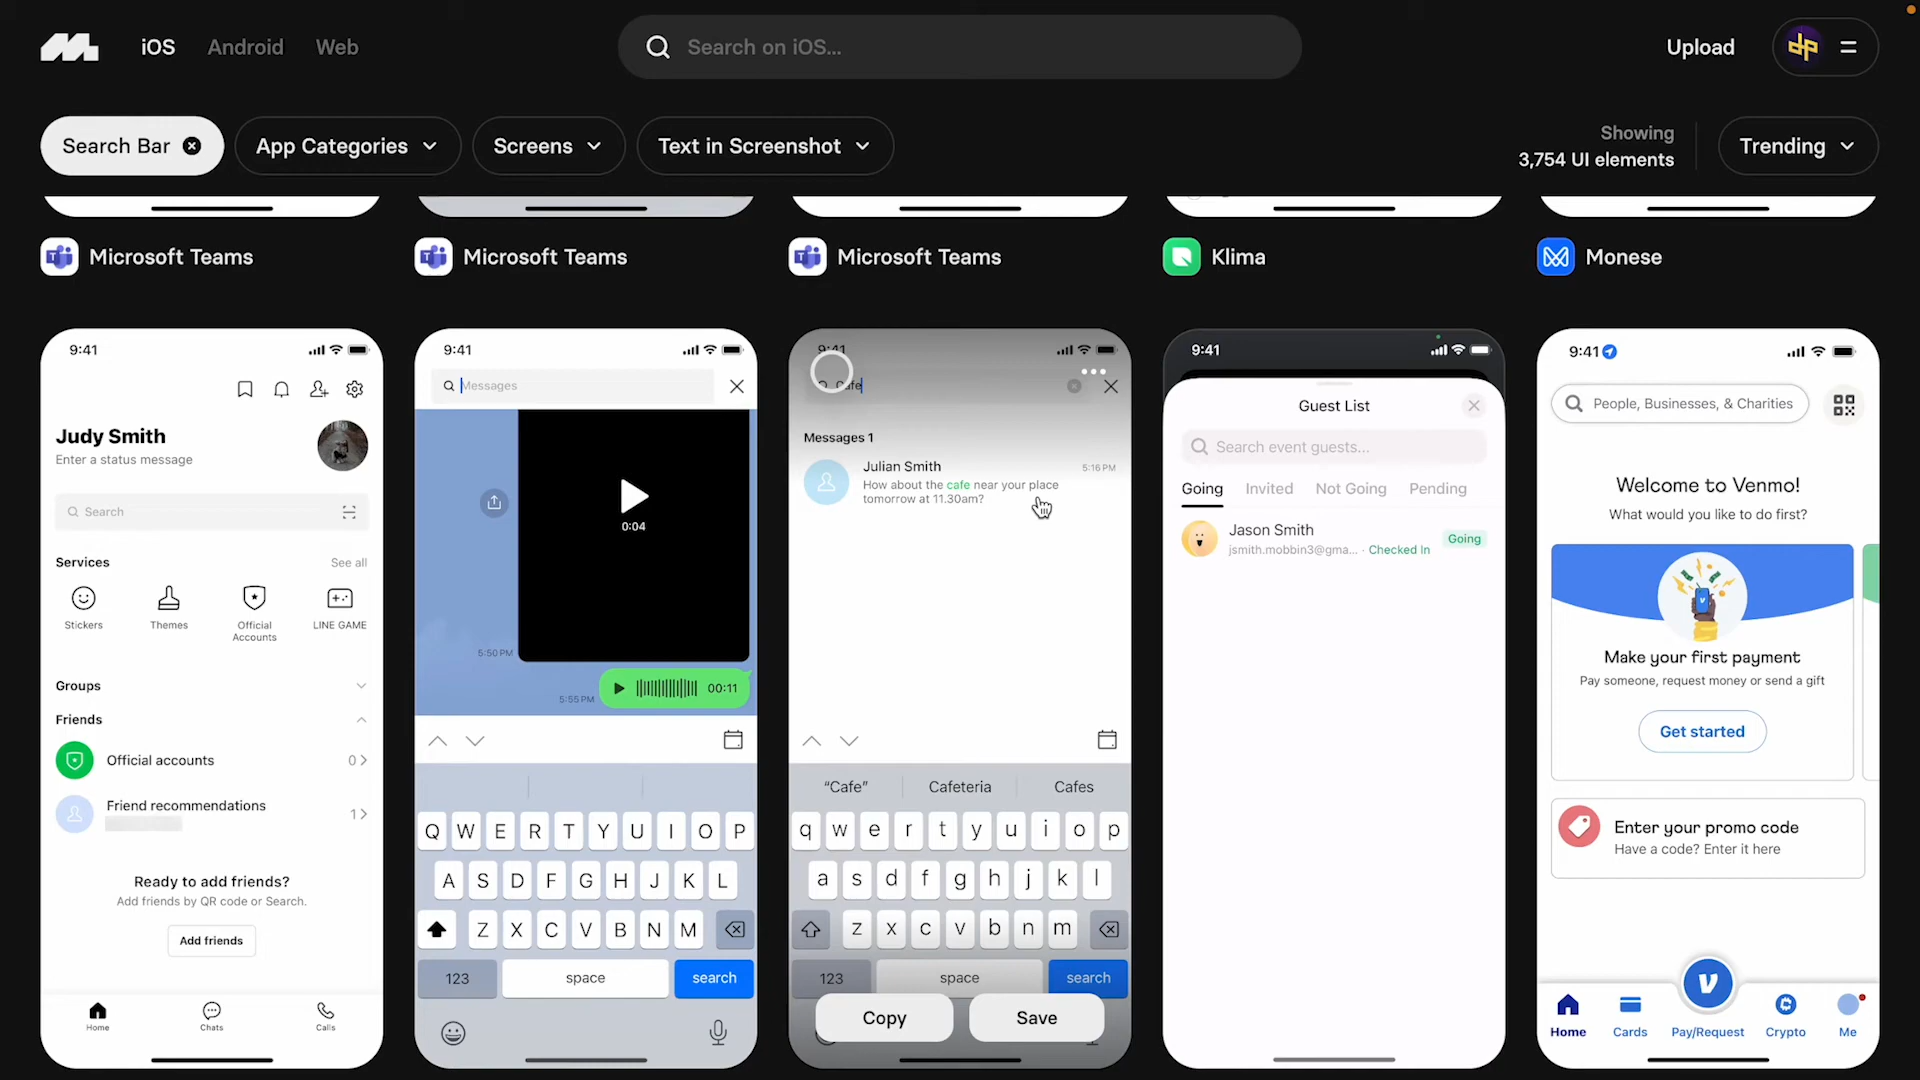 iOS Android Web
Search on iOS...
Upload
Search Bar
App Categories
Screens
Text in Screenshot
Showing
3,754 UI elements
Trending
Microsoft Teams
Microsoft Teams
Microsoft Teams
Klima
Monese
9:41
Judy Smith
Enter a status message
Search
Services See all
Stickers
Themes
Official
Accounts
LINE GAME
Groups
Friends
Official accounts 0
Friend recommendations 1
Ready to add friends?
Add friends by QR code or Search.
Add friends
Home Chats Calls
9:41
Messages
0:04
5:50 PM
00:11
5:55 PM
Q W E R T Y U I O P
A S D F G H J K L
Z X C V B N M
123 space search
9:41
Cafe
Messages 1
Julian Smith 5:16 PM
How about the cafe near your place
tomorrow at 11.30am?
“Cafe” Cafeteria Cafes
q w e r t y u i o p
a s d f g h j k l
z x c v b n m
123 space search
Copy Save
9:41
Guest List
Search event guests...
Going Invited Not Going Pending
Jason Smith
jsmith.mobbin3@gma... · Checked In
Going
9:41
People, Businesses, & Charities
Welcome to Venmo!
What would you like to do first?
Make your first payment
Pay someone, request money or send a gift
Get started
Enter your promo code
Have a code? Enter it here
Home Cards Pay/Request Crypto Me